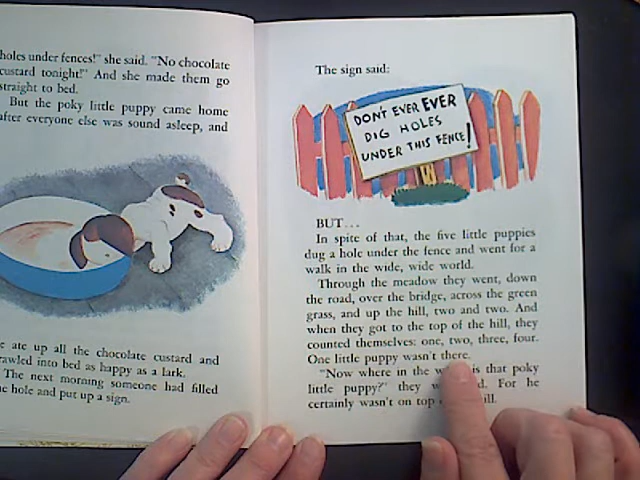 holes under fences!" she said. "No chocolate
custard tonight!" And she made them go
straight to bed.
But the poky little puppy came home
after everyone else was sound asleep, and
e ate up all the chocolate custard and
rawled into bed as happy as a lark.
The next morning someone had filled
e hole and put up a sign.
The sign said:
DON'T EVER EVER
DIG HOLES
UNDER THIS FENCE!
BUT...
In spite of that, the five little puppies
dug a hole under the fence and went for a
walk in the wide, wide world.
Through the meadow they went, down
the road, over the bridge, across the green
grass, and up the hill, two and two. And
when they got to the top of the hill, they
counted themselves: one, two, three, four.
One little puppy wasn't there.
"Now where in the is that poky
little puppy?" they For he
certainly wasn't on top